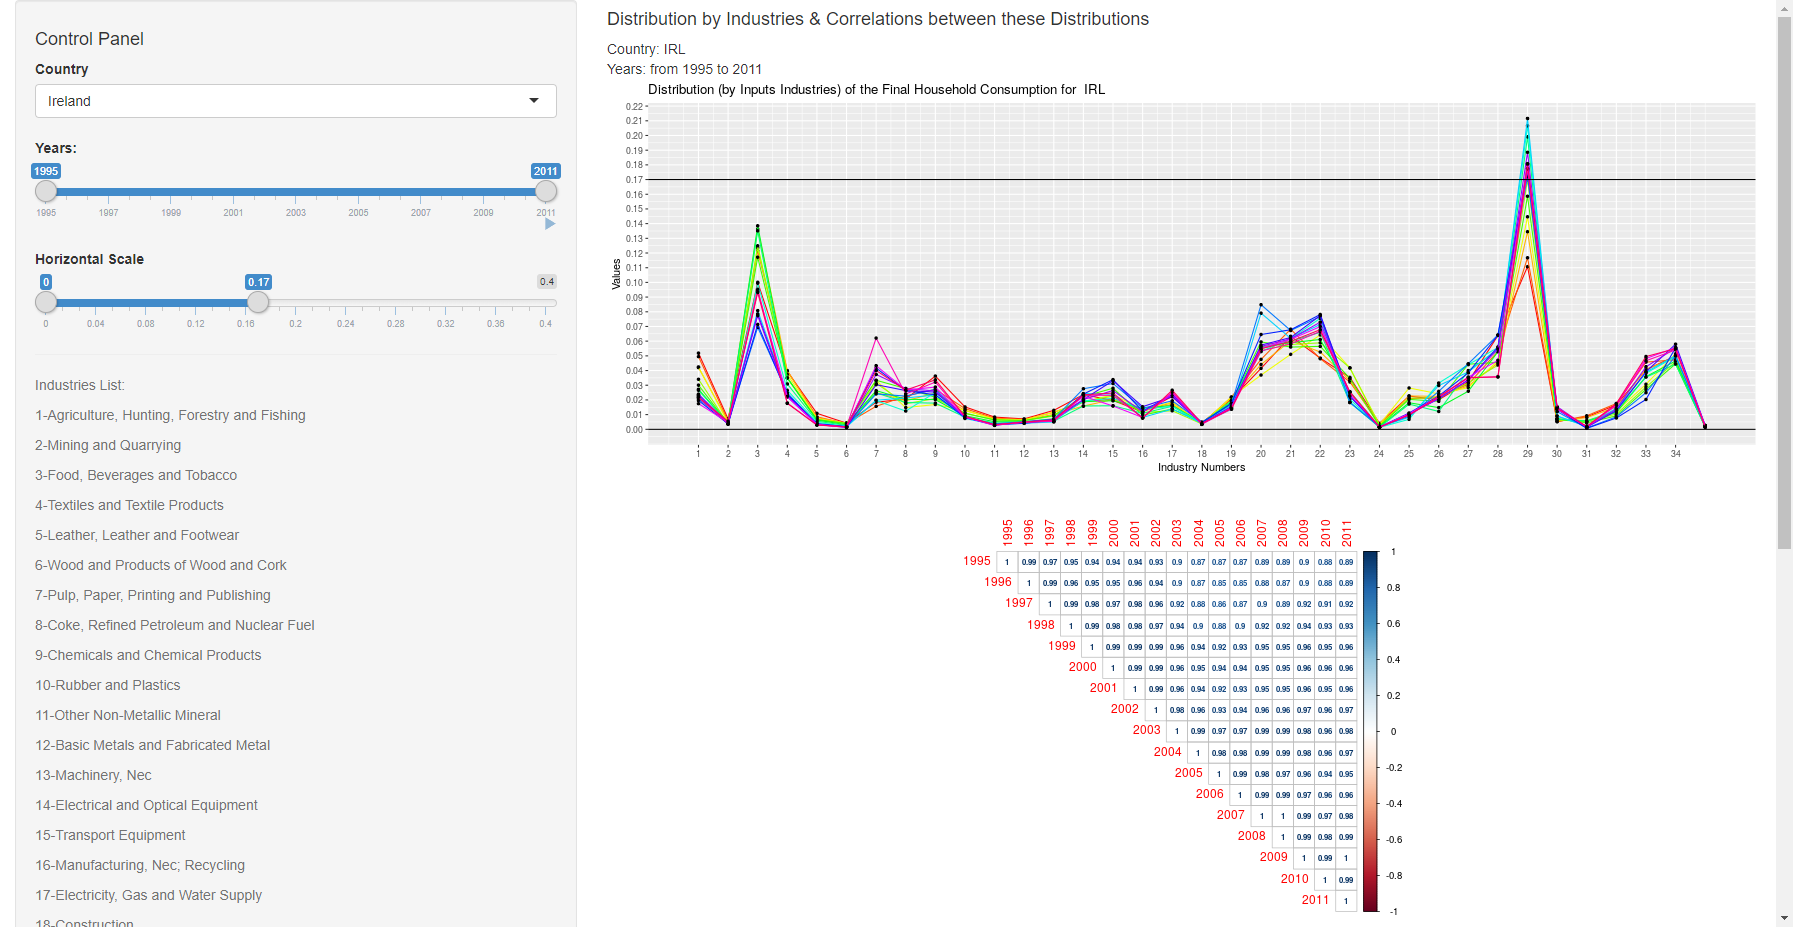 Control Panel
Country
Ireland
Years:
1995 2011
1995 1997 1999 2001 2003 2005 2007 2009 2011
Horizontal Scale
0 0.17 0.4
0 0.04 0.08 0.12 0.16 0.2 0.24 0.28 0.32 0.36 0.4
Industries List:
1-Agriculture, Hunting, Forestry and Fishing
2-Mining and Quarrying
3-Food, Beverages and Tobacco
4-Textiles and Textile Products
5-Leather, Leather and Footwear
6-Wood and Products of Wood and Cork
7-Pulp, Paper, Printing and Publishing
8-Coke, Refined Petroleum and Nuclear Fuel
9-Chemicals and Chemical Products
10-Rubber and Plastics
11-Other Non-Metallic Mineral
12-Basic Metals and Fabricated Metal
13-Machinery, Nec
14-Electrical and Optical Equipment
15-Transport Equipment
16-Manufacturing, Nec; Recycling
17-Electricity, Gas and Water Supply
18-Construction
Distribution by Industries & Correlations between these Distributions
Country: IRL
Years: from 1995 to 2011
Distribution (by Inputs Industries) of the Final Household Consumption for IRL
Values
0.22
0.21
0.20
0.19
0.18
0.17
0.16
0.15
0.14
0.13
0.12
0.11
0.10
0.09
0.08
0.07
0.06
0.05
0.04
0.03
0.02
0.01
0.00
1 2 3 4 5 6 7 8 9 10 11 12 13 14 15 16 17 18 19 20 21 22 23 24 25 26 27 28 29 30 31 32 33 34
Industry Numbers
1995 1996 1997 1998 1999 2000 2001 2002 2003 2004 2005 2006 2007 2008 2009 2010 2011
1995 1 0.99 0.97 0.95 0.94 0.94 0.94 0.93 0.9 0.87 0.87 0.87 0.89 0.89 0.9 0.88 0.89
1996 1 0.99 0.96 0.95 0.95 0.96 0.94 0.9 0.87 0.85 0.85 0.88 0.87 0.9 0.88 0.89
1997 1 0.99 0.98 0.97 0.98 0.96 0.92 0.88 0.86 0.87 0.9 0.89 0.92 0.91 0.92
1998 1 0.99 0.98 0.98 0.97 0.94 0.9 0.88 0.9 0.92 0.92 0.94 0.93 0.93
1999 1 0.99 0.99 0.99 0.96 0.94 0.92 0.93 0.95 0.95 0.96 0.95 0.96
2000 1 0.99 0.99 0.96 0.95 0.94 0.94 0.95 0.95 0.96 0.96 0.96
2001 1 0.99 0.96 0.94 0.92 0.93 0.95 0.95 0.96 0.95 0.96
2002 1 0.98 0.96 0.93 0.94 0.96 0.96 0.97 0.96 0.97
2003 1 0.99 0.97 0.97 0.99 0.99 0.98 0.96 0.98
2004 1 0.98 0.98 0.99 0.99 0.98 0.96 0.97
2005 1 0.99 0.98 0.97 0.96 0.94 0.95
2006 1 0.99 0.99 0.97 0.96 0.96
2007 1 1 0.99 0.97 0.98
2008 1 0.99 0.98 0.99
2009 1 0.99 1
2010 1 0.99
2011 1
1
0.8
0.6
0.4
0.2
0
-0.2
-0.4
-0.6
-0.8
-1